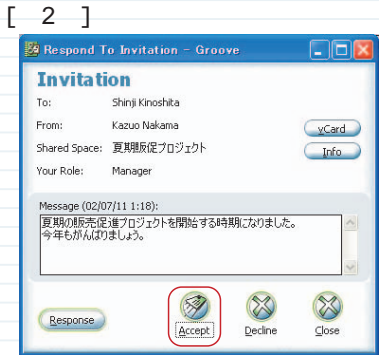 [ 2 ]
Respond To Invitation - Groove
Invitation
To: Shinji Kinoshita
From: Kazuo Nakama
vCard
Shared Space: 夏期販促プロジェクト
Info
Your Role: Manager
Message (02/07/11 1:18):
夏期の販売促進プロジェクトを開始する時期になりました。
今年もがんばりましょう。
Response
Accept
Decline
Close